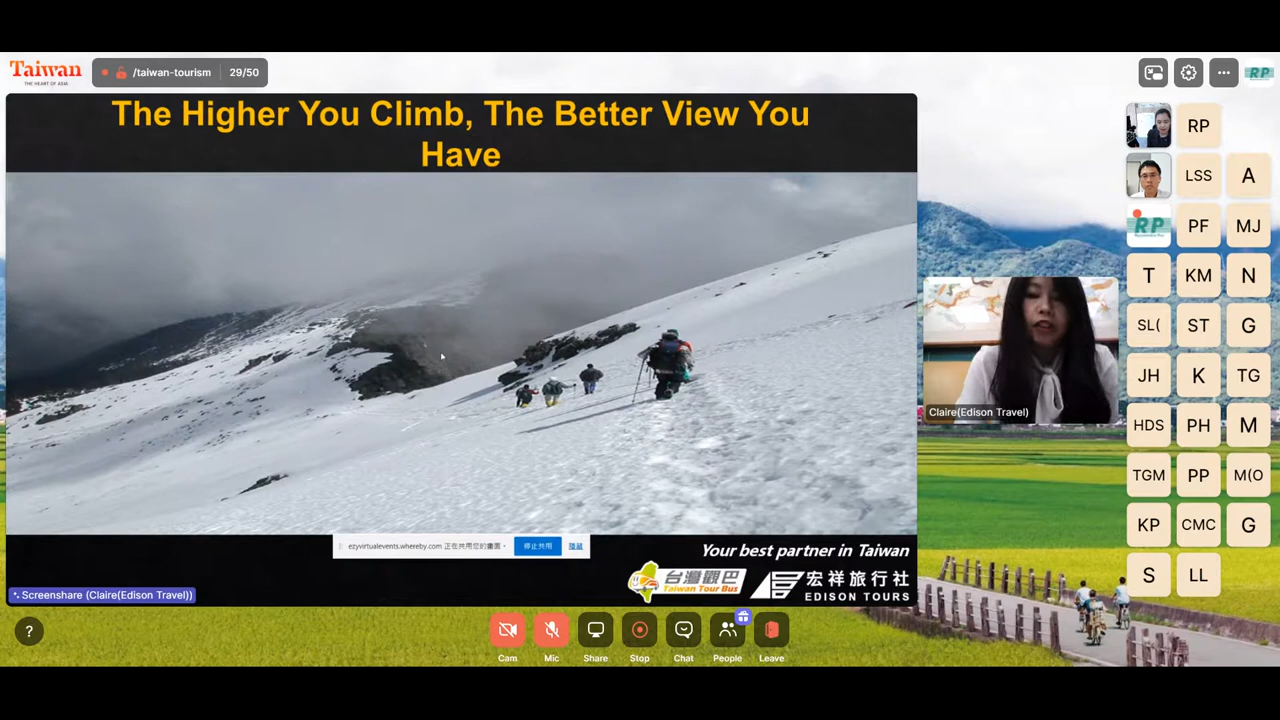 Taiwan
THE HEART OF ASIA
/taiwan-tourism
29/50
The Higher You Climb, The Better View You
Have
ezyvirtualevents.whereby.com 正在共用您的畫面。
停止共用
隱藏
Your best partner in Taiwan
台灣觀巴
Taiwan Tour Bus
宏祥旅行社
EDISON TOURS
Screenshare (Claire(Edison Travel))
Claire(Edison Travel)
RP
RP
LSS
A
RP
PF
MJ
T
KM
N
SL(
ST
G
JH
K
TG
HDS
PH
M
TGM
PP
M(O
KP
CMC
G
S
LL
?
Cam
Mic
Share
Stop
Chat
People
Leave